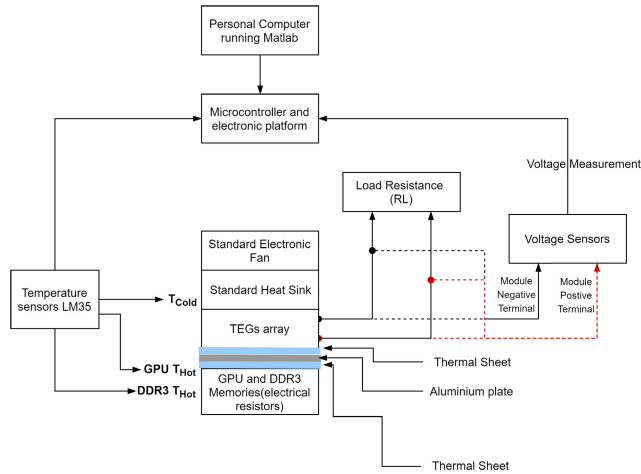 Personal Computer
running Matlab
Microcontroller and
electronic platform
Voltage Measurement
Load Resistance
(RL)
Voltage Sensors
Standard Electronic
Fan
Standard Heat Sink
TEGs array
Temperature
sensors LM35
TCold
Module
Negative
Terminal
Module
Postive
Terminal
GPU THot
DDR3 THot
GPU and DDR3
Memories(electrical
resistors)
Thermal Sheet
Aluminium plate
Thermal Sheet